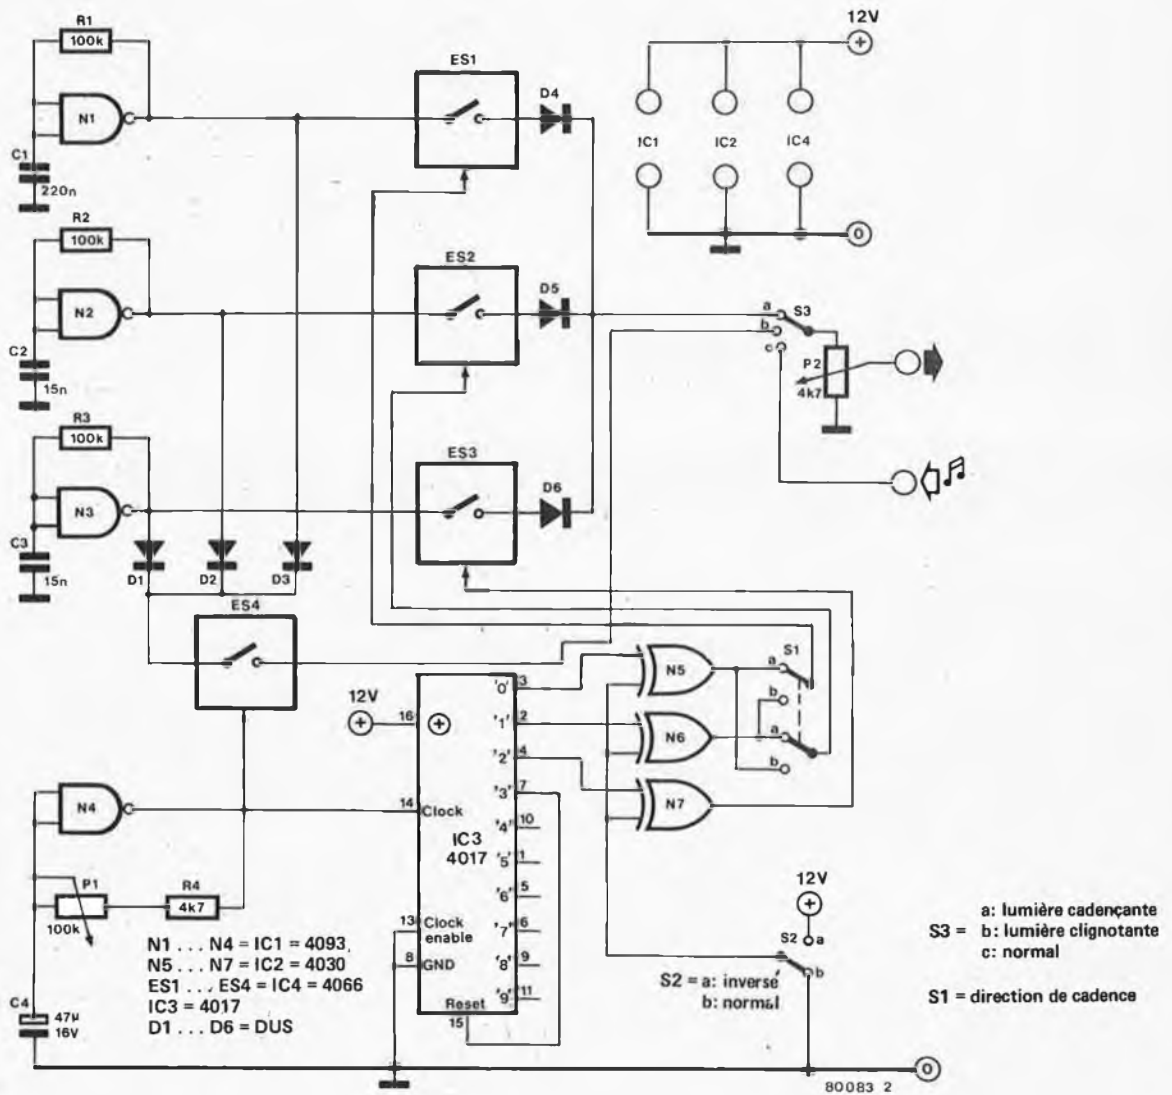 R1
100k
N1
C1
220n
R2
100k
N2
C2
15n
R3
100k
N3
C3
15n
D1
D2
D3
ES1
D4
ES2
D5
ES3
D6
ES4
12V
+
IC1
IC2
IC4
0
a
b
c
S3
P2
4k7
12V
+
16
+
'0' 3
'1' 2
'2' 4
'3' 7
'4' 10
'5' 1
'6' 5
'7' 6
'8' 9
'9' 11
14 Clock
IC3
4017
13 Clock
enable
8 GND
Reset
15
N5
N6
N7
S1
a
b
a
b
N4
P1
100k
R4
4k7
C4
47µ
16V
N1 . . . N4 = IC1 = 4093
N5 . . . N7 = IC2 = 4030
ES1 . . . ES4 = IC4 = 4066
IC3 = 4017
D1 . . . D6 = DUS
12V
+
S2
a
b
S2 = a: inversé
b: normal
a: lumière cadençante
S3 = b: lumière clignotante
c: normal
S1 = direction de cadence
0
80083 2